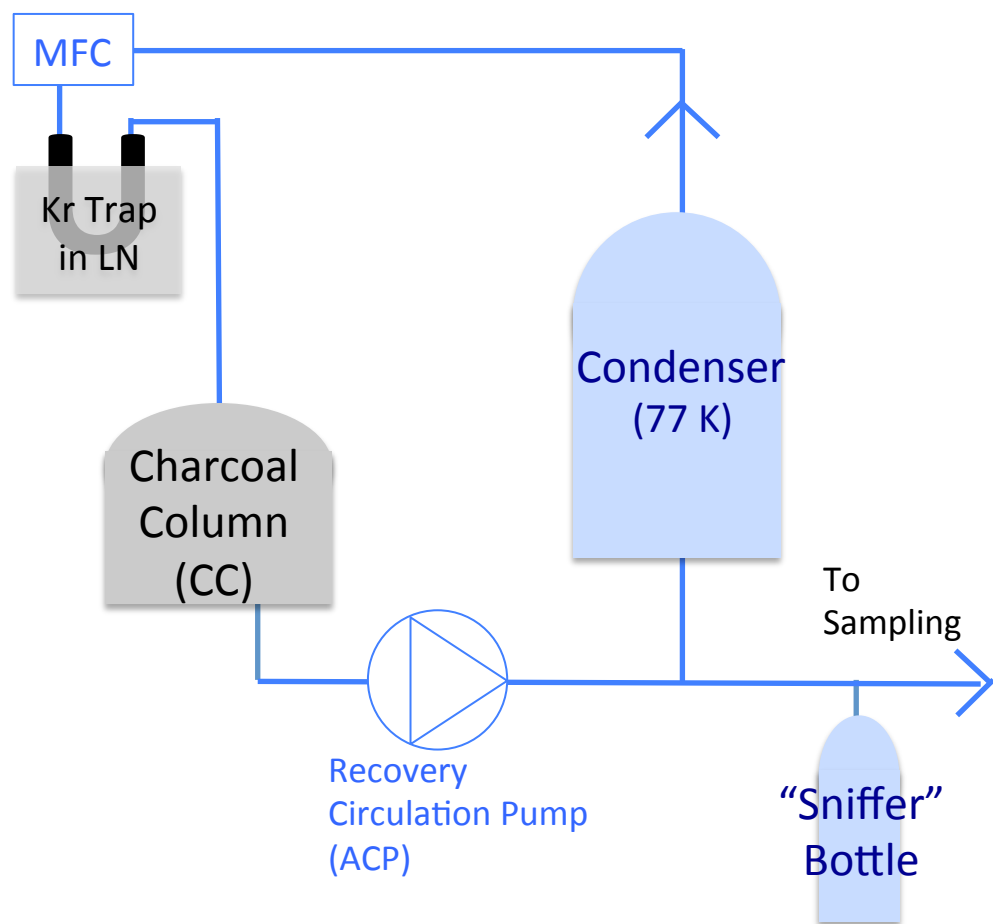 MFC
Kr Trap
in LN
Charcoal
Column
(CC)
Condenser
(77 K)
To
Sampling
Recovery
Circulation Pump
(ACP)
“Sniffer”
Bottle